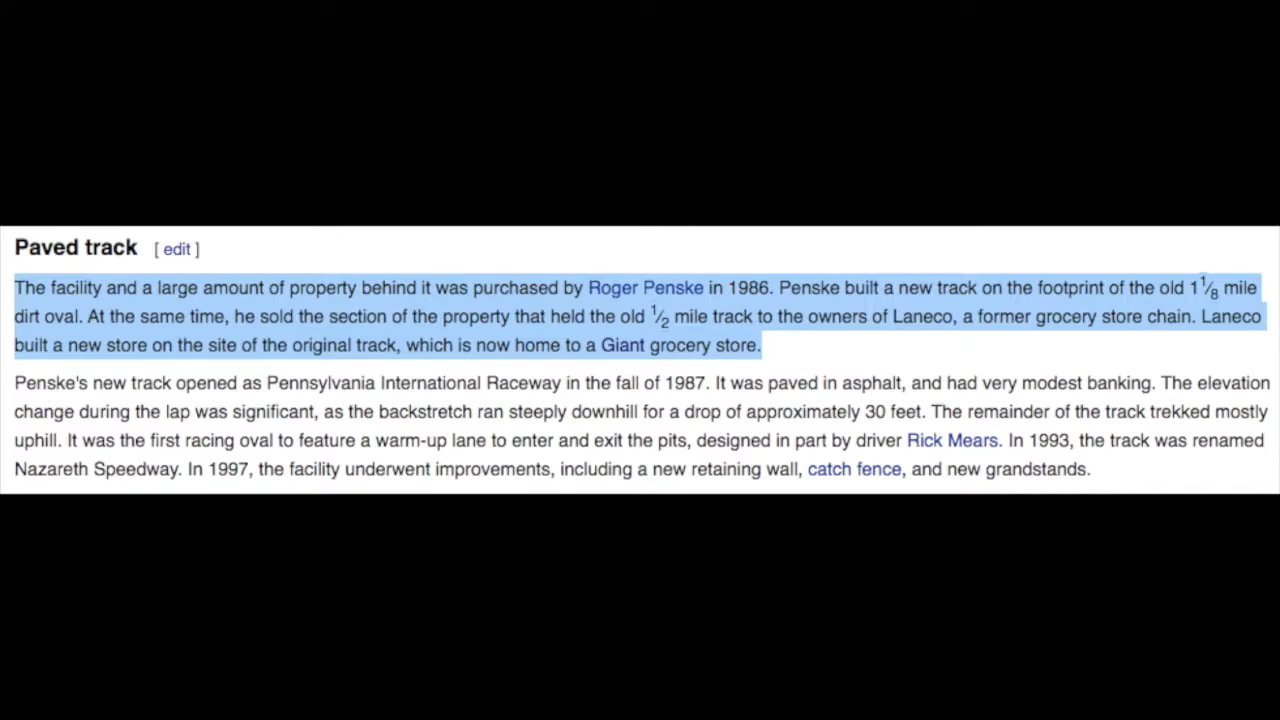 Paved track [ edit ]
The facility and a large amount of property behind it was purchased by Roger Penske in 1986. Penske built a new track on the footprint of the old 1 1⁄8 mile
dirt oval. At the same time, he sold the section of the property that held the old 1⁄2 mile track to the owners of Laneco, a former grocery store chain. Laneco
built a new store on the site of the original track, which is now home to a Giant grocery store.
Penske's new track opened as Pennsylvania International Raceway in the fall of 1987. It was paved in asphalt, and had very modest banking. The elevation
change during the lap was significant, as the backstretch ran steeply downhill for a drop of approximately 30 feet. The remainder of the track trekked mostly
uphill. It was the first racing oval to feature a warm-up lane to enter and exit the pits, designed in part by driver Rick Mears. In 1993, the track was renamed
Nazareth Speedway. In 1997, the facility underwent improvements, including a new retaining wall, catch fence, and new grandstands.